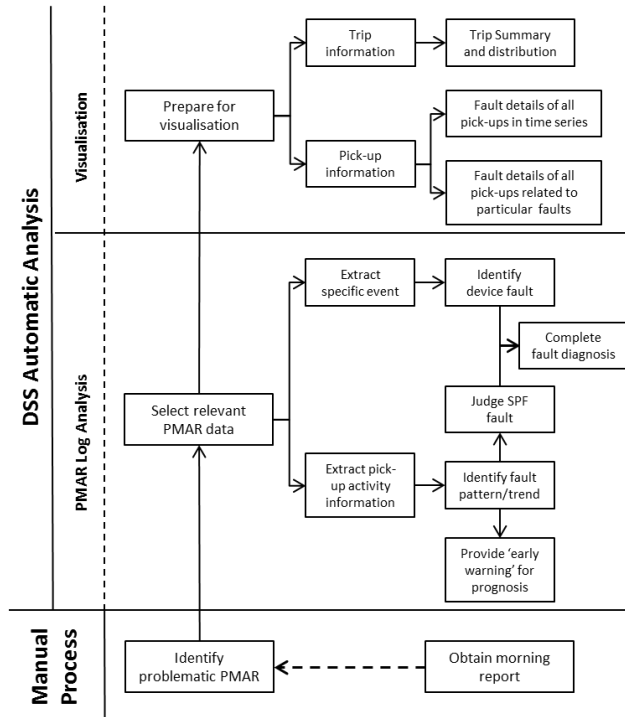 DSS Automatic Analysis
Visualisation
Trip
information
Trip Summary
and distribution
Prepare for
visualisation
Fault details of all
pick-ups in time series
Pick-up
information
Fault details of all
pick-ups related to
particular faults
PMAR Log Analysis
Extract
specific event
Identify
device fault
Complete
fault diagnosis
Select relevant
PMAR data
Judge SPF
fault
Extract pick-
up activity
information
Identify fault
pattern/trend
Provide ‘early
warning’ for
prognosis
Manual
Process
Identify
problematic PMAR
Obtain morning
report